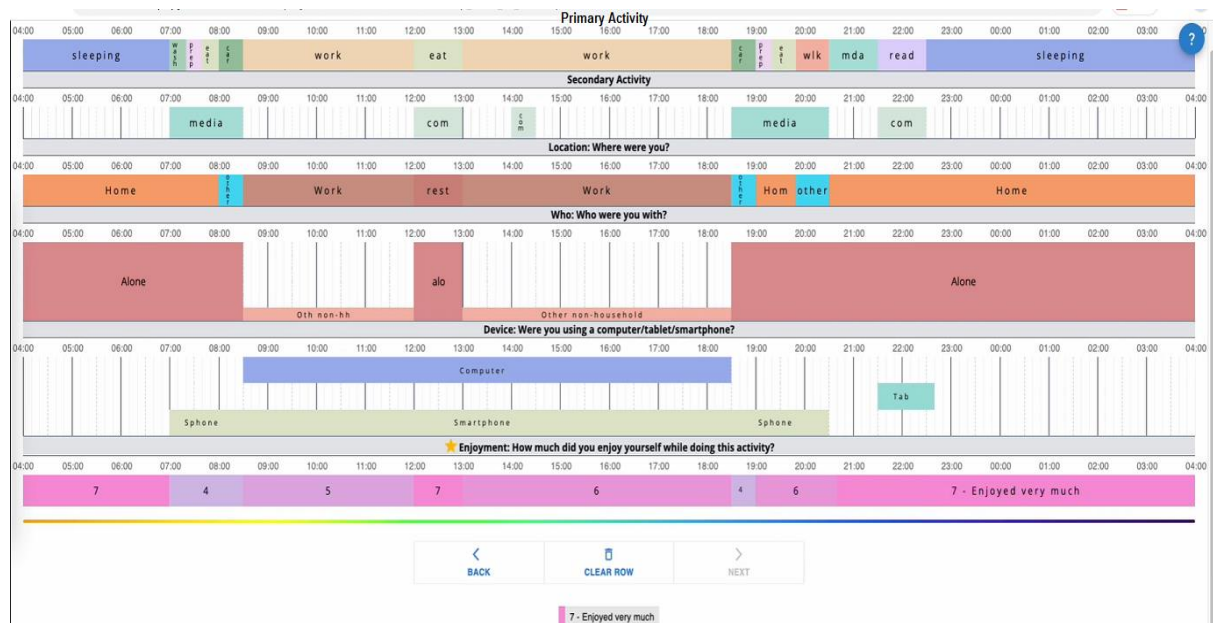 Primary Activity
04:00 05:00 06:00 07:00 08:00 09:00 10:00 11:00 12:00 13:00 14:00 15:00 16:00 17:00 18:00 19:00 20:00 21:00 22:00 23:00 00:00 01:00 02:00 03:00
sleeping wash prep eat car work eat work car prep eat wlk mda read sleeping ?
Secondary Activity
04:00 05:00 06:00 07:00 08:00 09:00 10:00 11:00 12:00 13:00 14:00 15:00 16:00 17:00 18:00 19:00 20:00 21:00 22:00 23:00 00:00 01:00 02:00 03:00 04:00
media com com media com
Location: Where were you?
04:00 05:00 06:00 07:00 08:00 09:00 10:00 11:00 12:00 13:00 14:00 15:00 16:00 17:00 18:00 19:00 20:00 21:00 22:00 23:00 00:00 01:00 02:00 03:00 04:00
Home other Work rest Work other Hom other Home
Who: Who were you with?
04:00 05:00 06:00 07:00 08:00 09:00 10:00 11:00 12:00 13:00 14:00 15:00 16:00 17:00 18:00 19:00 20:00 21:00 22:00 23:00 00:00 01:00 02:00 03:00 04:00
Alone alo Alone
Oth non-hh Other non-household
Device: Were you using a computer/tablet/smartphone?
04:00 05:00 06:00 07:00 08:00 09:00 10:00 11:00 12:00 13:00 14:00 15:00 16:00 17:00 18:00 19:00 20:00 21:00 22:00 23:00 00:00 01:00 02:00 03:00 04:00
Computer
Tab
Sphone Smartphone Sphone
Enjoyment: How much did you enjoy yourself while doing this activity?
04:00 05:00 06:00 07:00 08:00 09:00 10:00 11:00 12:00 13:00 14:00 15:00 16:00 17:00 18:00 19:00 20:00 21:00 22:00 23:00 00:00 01:00 02:00 03:00 04:00
7 4 5 7 6 4 6 7 - Enjoyed very much
BACK CLEAR ROW NEXT
7 - Enjoyed very much